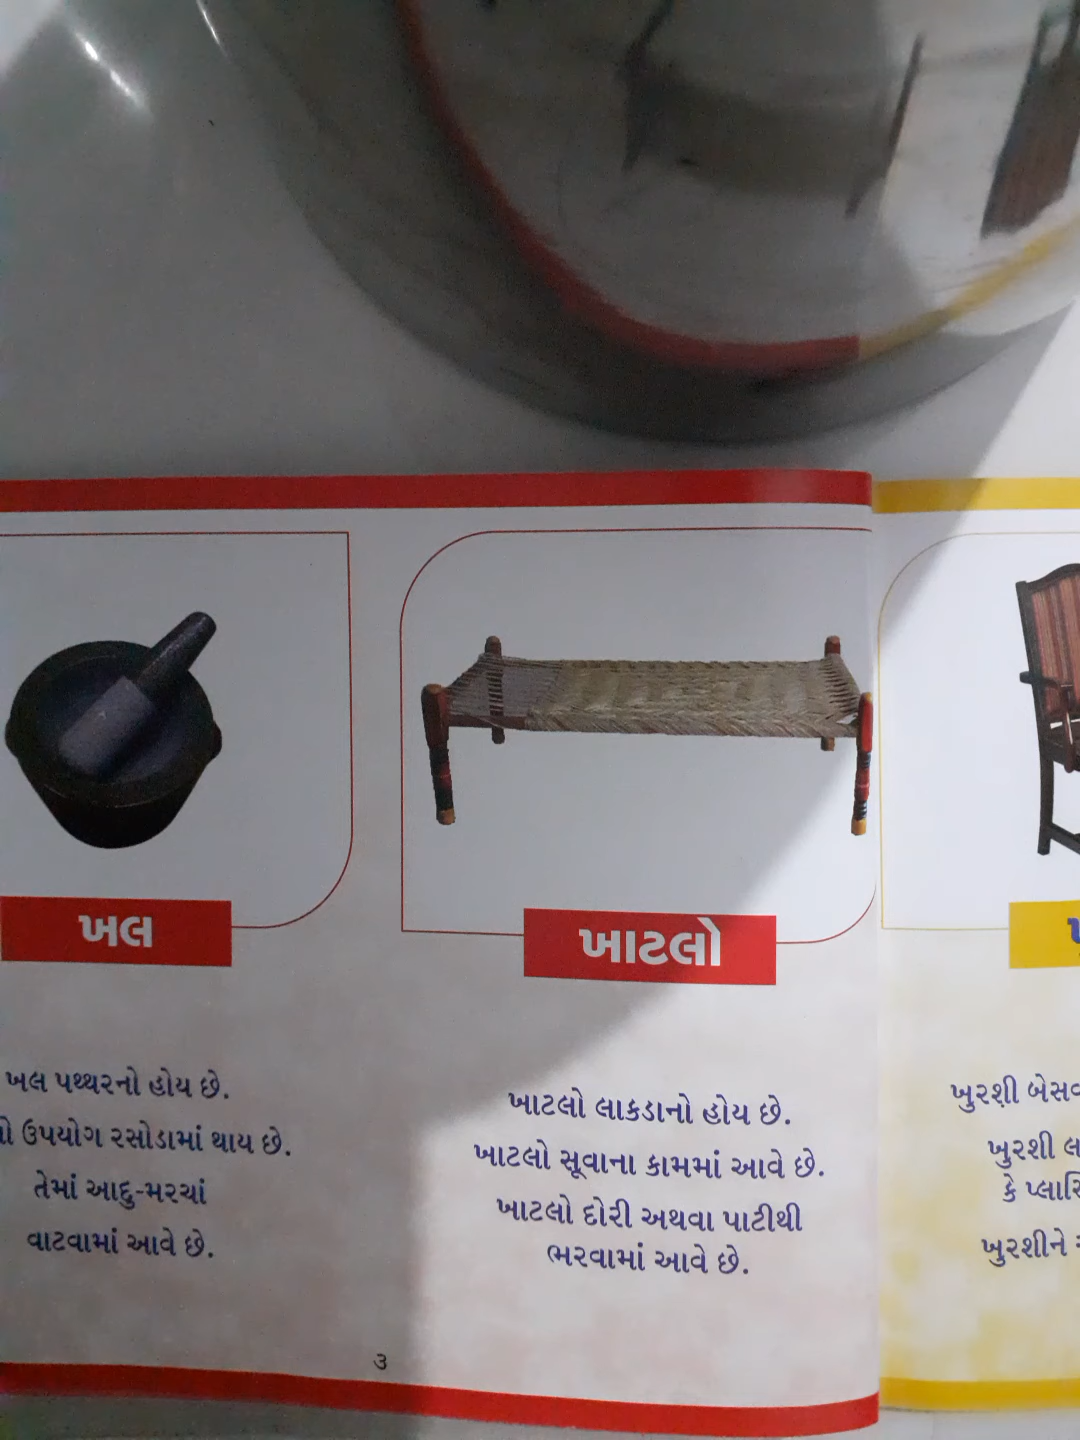 ખલ
ખલ પથ્થરનો હોય છે.
ઉપયોગ રસોડામાં થાય છે.
તેમાં આદુ-મરચાં
વાટવામાં આવે છે.
ખાટલો
ખાટલો લાકડાનો હોય છે.
ખાટલો સૂવાના કામમાં આવે છે.
ખાટલો દોરી અથવા પાટીથી
ભરવામાં આવે છે.
૩
ખુરશી
ખુરશી
કે
ખુરશીને